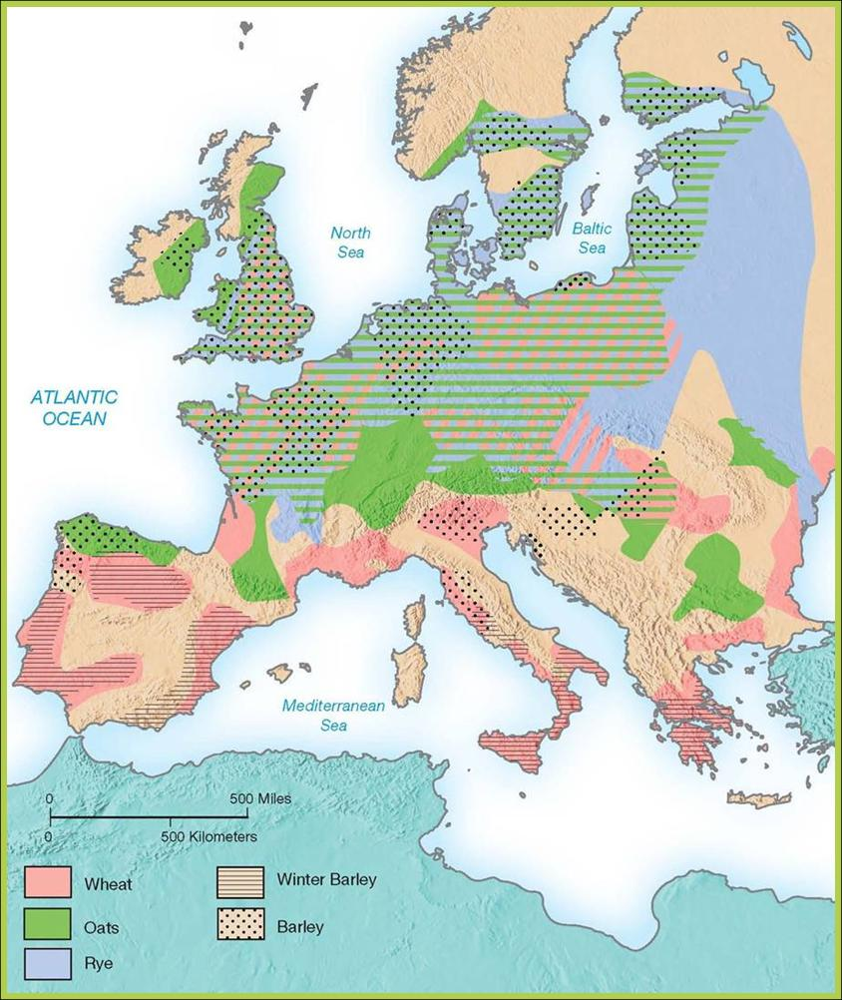 North
Sea
Baltic
Sea
ATLANTIC
OCEAN
Mediterranean
Sea
0
500 Miles
0
500 Kilometers
Wheat
Winter Barley
Oats
Barley
Rye